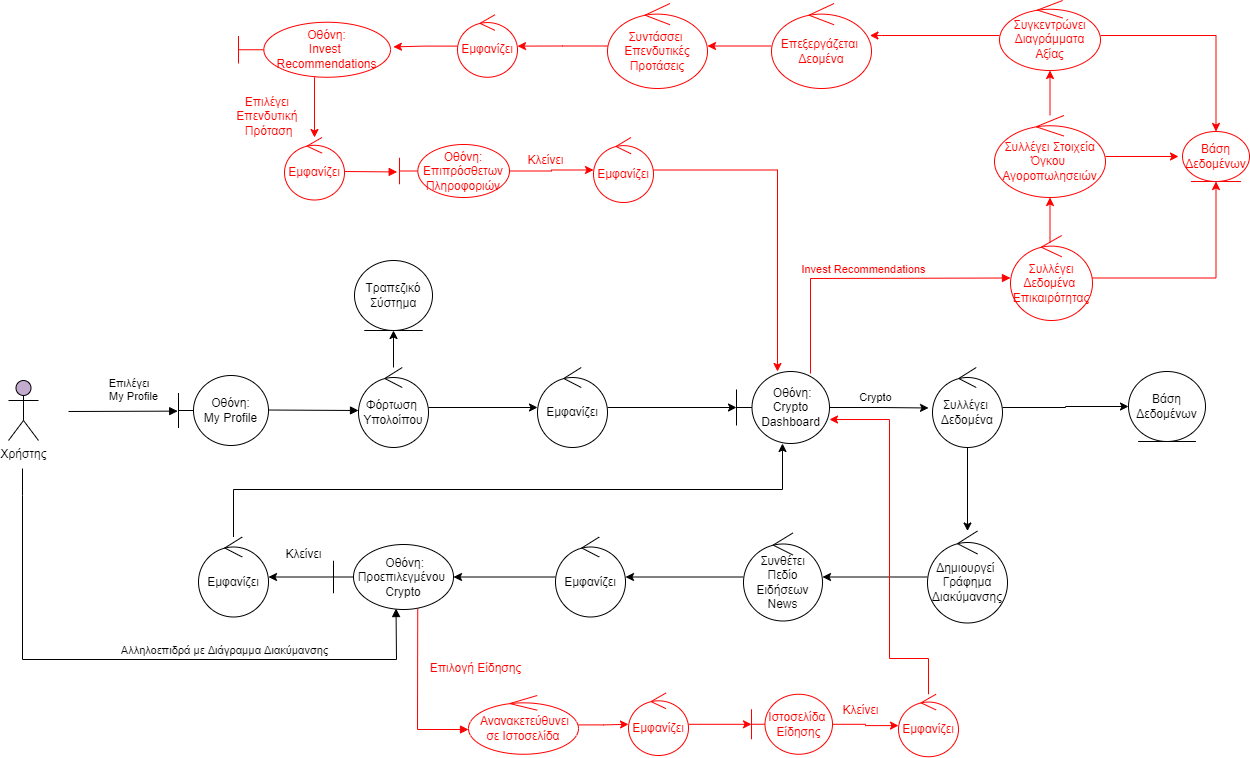 Οθόνη:
Invest
Recommendations
Εμφανίζει
Συντάσσει
Επενδυτικές
Προτάσεις
Επεξεργάζεται
Δεομένα
Συγκεντρώνει
Διαγράμματα
Αξίας
Επιλέγει
Επενδυτική
Πρόταση
Εμφανίζει
Οθόνη:
Επιπρόσθετων
Πληροφοριών
Κλείνει
Εμφανίζει
Συλλέγει Στοιχεία
Όγκου
Αγοροπωλησειών
Βάση
Δεδομένων
Invest Recommendations
Συλλέγει
Δεδομένα
Επικαιρότητας
Τραπεζικό
Σύστημα
Χρήστης
Επιλέγει
My Profile
Οθόνη:
My Profile
Φόρτωση
Υπολοίπου
Εμφανίζει
Οθόνη:
Crypto
Dashboard
Crypto
Συλλέγει
Δεδομένα
Βάση
Δεδομένων
Εμφανίζει
Κλείνει
Οθόνη:
Προεπιλεγμένου
Crypto
Εμφανίζει
Συνθέτει
Πεδίο
Ειδήσεων
News
Δημιουργεί
Γράφημα
Διακύμανσης
Αλληλοεπιδρά με Διάγραμμα Διακύμανσης
Επιλογή Είδησης
Ανανακετεύθυνει
σε Ιστοσελίδα
Εμφανίζει
Ιστοσελίδα
Είδησης
Κλείνει
Εμφανίζει